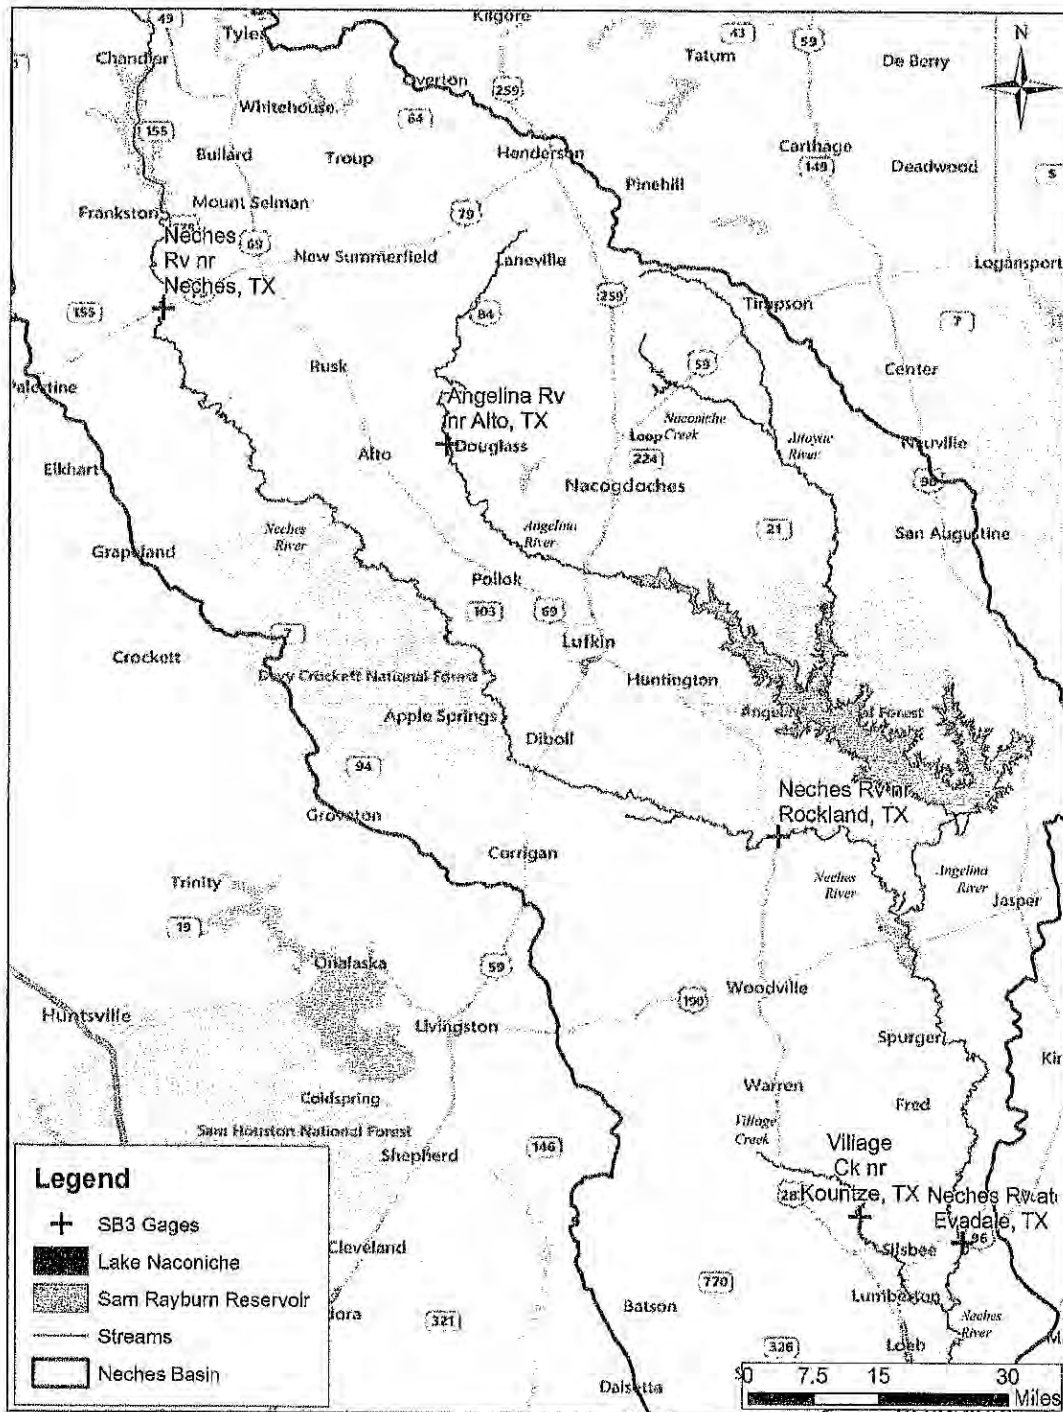 49
Kilgore
Chandler
Tyler
43
59
Tatum
De Berry
N
Overton
259
Whitehouse
64
155
Bullard
Troup
Henderson
Carthage
149
Deadwood
Pinehill
Frankston
Mount Selman
79
Neches
Rv nr
Neches, TX
69
New Summerfield
Laneville
Logansport
155
84
259
Timpson
7
Palestine
Rusk
59
Center
Angelina Rv
nr Alto, TX
Naconiche
Creek
Loop
224
Attoyac
River
Neuville
Alto
Douglass
Elkhart
Nacogdoches
96
Neches
River
Angelina
River
21
San Augustine
Grapeland
Pollok
103
69
7
Lufkin
Crockett
Davy Crockett National Forest
Huntington
Apple Springs
Diboll
94
Neches Rv nr
Rockland, TX
Groveton
Corrigan
Trinity
Neches
River
Angelina
River
Jasper
19
Onalaska
59
Huntsville
Livingston
190
Woodville
Spurger
Warren
Coldspring
Fred
Village
Creek
Sam Houston National Forest
Shepherd
146
Village
Ck nr
Kountze, TX
Neches Rv at
Evadale, TX
96
Legend
SB3 Gages
Lake Naconiche
Sam Rayburn Reservoir
Streams
Neches Basin
Cleveland
Silsbee
770
Lumberton
321
Batson
Neches
River
326
Loeb
Daisetta
0 7.5 15 30
Miles